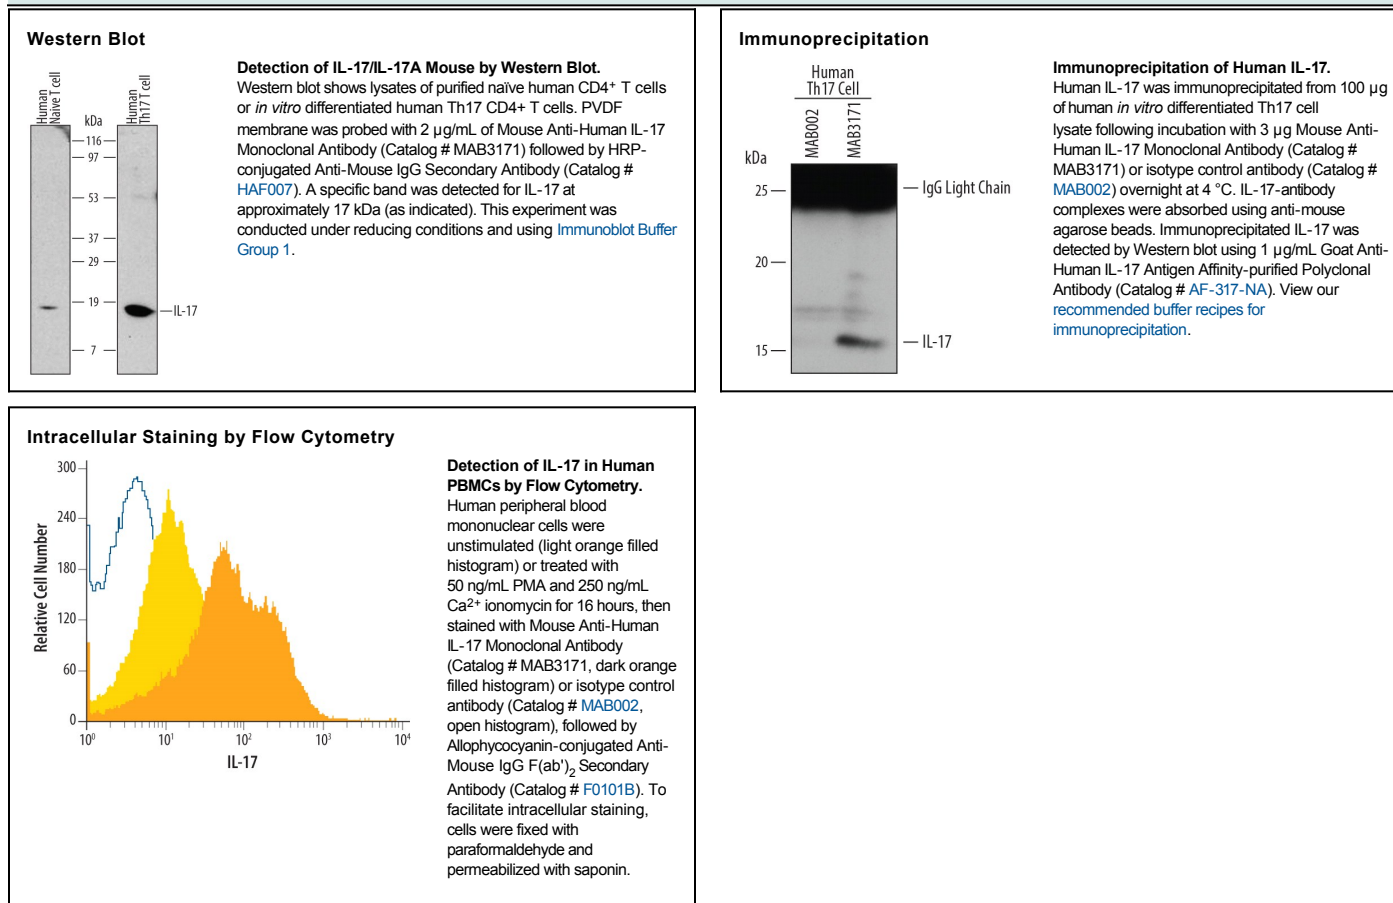 Western Blot
Human
Naive T cell
Human
Th17 T cell
kDa
116
97
53
37
29
19
7
IL-17
Detection of IL-17/IL-17A Mouse by Western Blot.
Western blot shows lysates of purified naïve human CD4⁺ T cells
or in vitro differentiated human Th17 CD4+ T cells. PVDF
membrane was probed with 2 µg/mL of Mouse Anti-Human IL-17
Monoclonal Antibody (Catalog # MAB3171) followed by HRP-
conjugated Anti-Mouse IgG Secondary Antibody (Catalog #
HAF007). A specific band was detected for IL-17 at
approximately 17 kDa (as indicated). This experiment was
conducted under reducing conditions and using Immunoblot Buffer
Group 1.
Immunoprecipitation
Human
Th17 Cell
MAB002
MAB3171
kDa
25
20
15
IgG Light Chain
IL-17
Immunoprecipitation of Human IL-17.
Human IL-17 was immunoprecipitated from 100 µg
of human in vitro differentiated Th17 cell
lysate following incubation with 3 µg Mouse Anti-
Human IL-17 Monoclonal Antibody (Catalog #
MAB3171) or isotype control antibody (Catalog #
MAB002) overnight at 4 °C. IL-17-antibody
complexes were absorbed using anti-mouse
agarose beads. Immunoprecipitated IL-17 was
detected by Western blot using 1 µg/mL Goat Anti-
Human IL-17 Antigen Affinity-purified Polyclonal
Antibody (Catalog # AF-317-NA). View our
recommended buffer recipes for
immunoprecipitation.
Intracellular Staining by Flow Cytometry
Relative Cell Number
300
240
180
120
60
0
10⁰ 10¹ 10² 10³ 10⁴
IL-17
Detection of IL-17 in Human
PBMCs by Flow Cytometry.
Human peripheral blood
mononuclear cells were
unstimulated (light orange filled
histogram) or treated with
50 ng/mL PMA and 250 ng/mL
Ca²⁺ ionomycin for 16 hours, then
stained with Mouse Anti-Human
IL-17 Monoclonal Antibody
(Catalog # MAB3171, dark orange
filled histogram) or isotype control
antibody (Catalog # MAB002,
open histogram), followed by
Allophycocyanin-conjugated Anti-
Mouse IgG F(ab')₂ Secondary
Antibody (Catalog # F0101B). To
facilitate intracellular staining,
cells were fixed with
paraformaldehyde and
permeabilized with saponin.